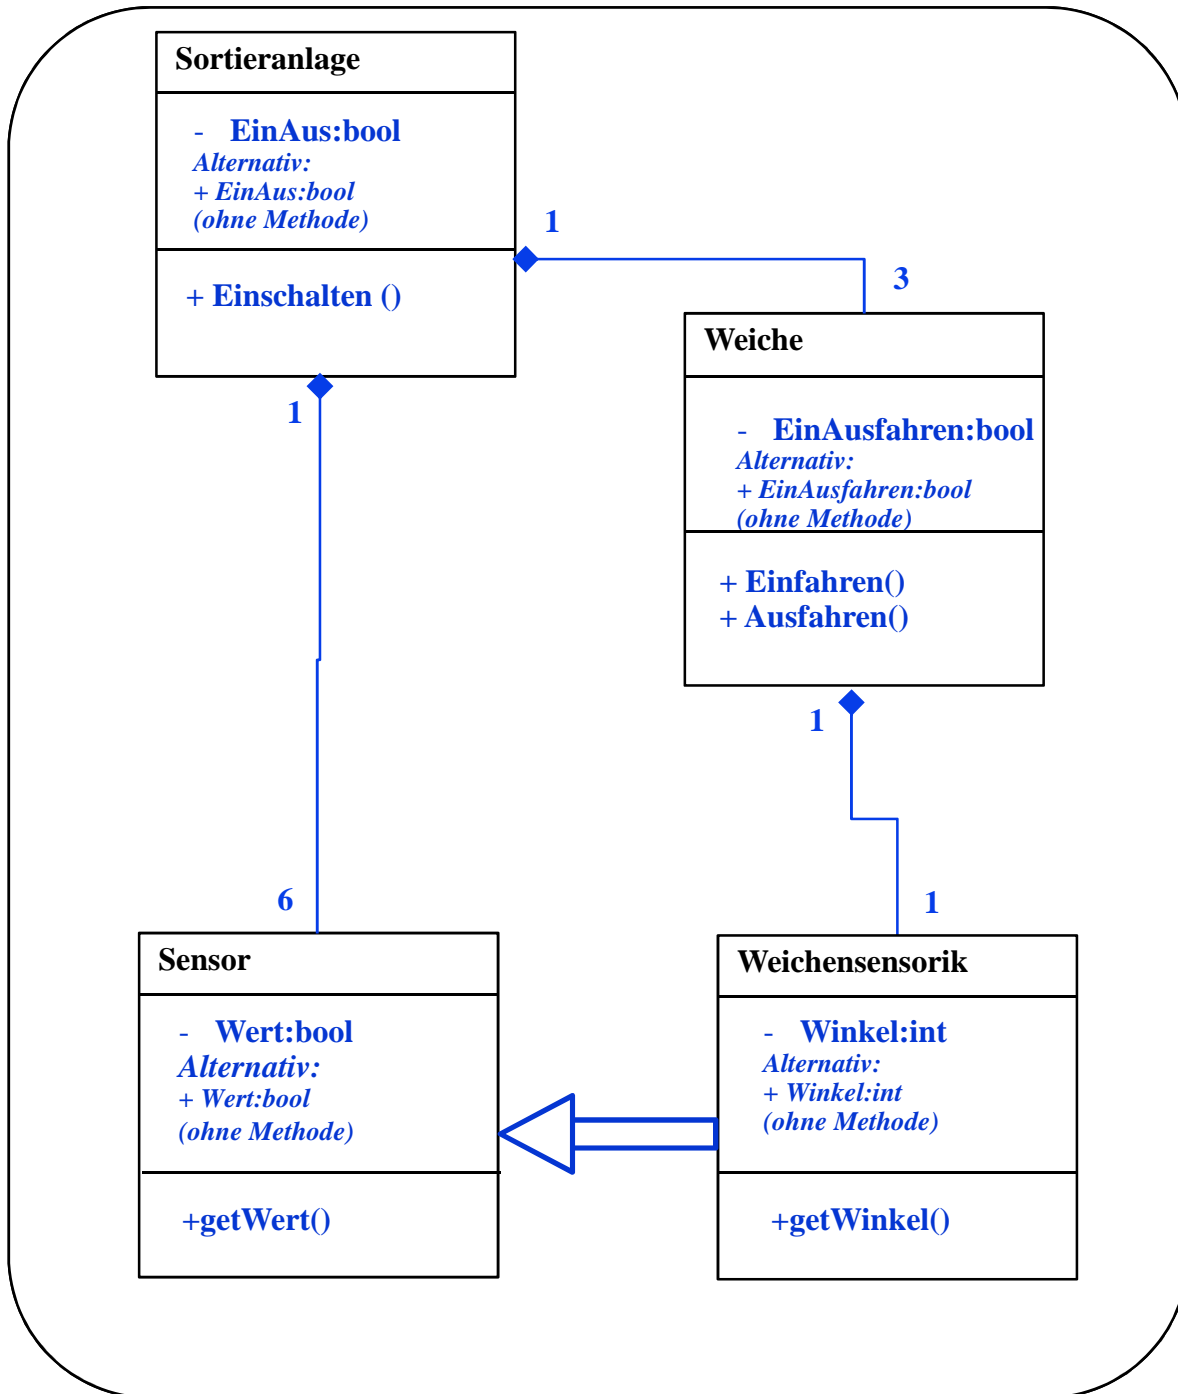 Sortieranlage
- EinAus:bool
Alternativ:
+ EinAus:bool
(ohne Methode)
+ Einschalten ()
1
3
1
Weiche
- EinAusfahren:bool
Alternativ:
+ EinAusfahren:bool
(ohne Methode)
+ Einfahren()
+ Ausfahren()
1
6
1
Sensor
- Wert:bool
Alternativ:
+ Wert:bool
(ohne Methode)
+getWert()
Weichensensorik
- Winkel:int
Alternativ:
+ Winkel:int
(ohne Methode)
+getWinkel()